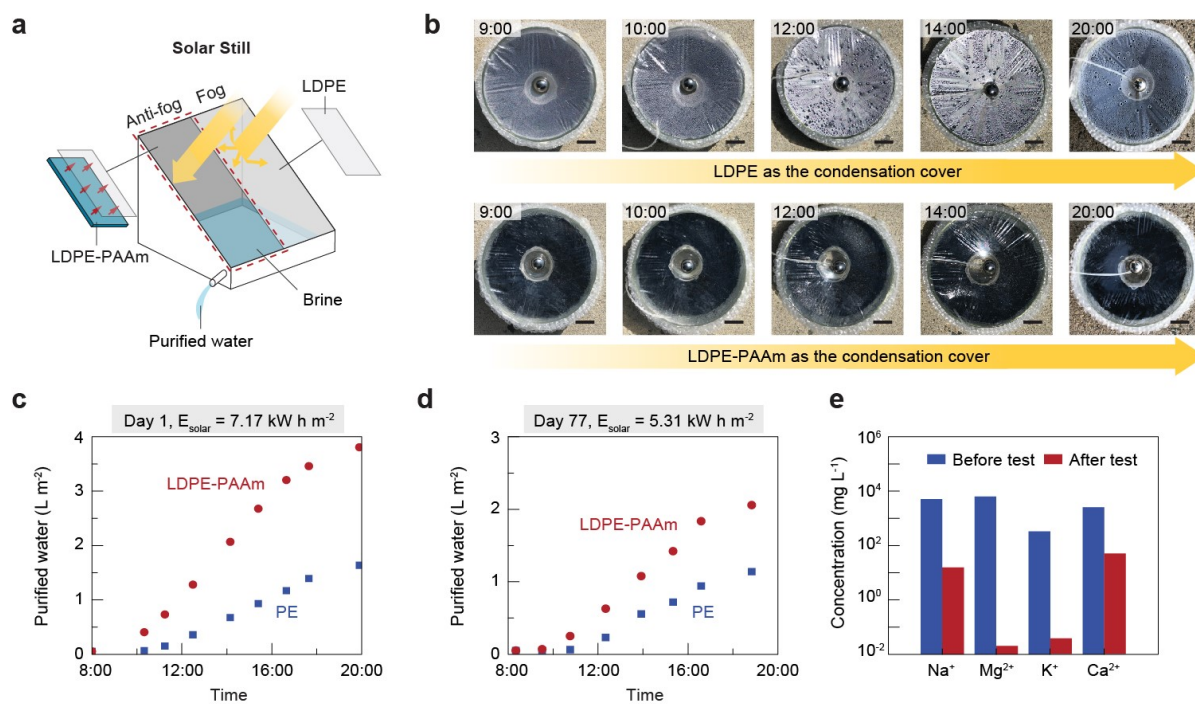 a
Solar Still
Anti-fog
Fog
LDPE
LDPE-PAAm
Brine
Purified water
b
9:00
10:00
12:00
14:00
20:00
LDPE as the condensation cover
9:00
10:00
12:00
14:00
20:00
LDPE-PAAm as the condensation cover
c
Day 1, E_solar = 7.17 kW h m⁻²
Purified water (L m⁻²)
4
3
2
1
0
LDPE-PAAm
PE
8:00
12:00
16:00
20:00
Time
d
Day 77, E_solar = 5.31 kW h m⁻²
Purified water (L m⁻²)
3
2
1
0
LDPE-PAAm
PE
8:00
12:00
16:00
20:00
Time
e
Concentration (mg L⁻¹)
10⁶
10⁴
10²
10⁰
10⁻²
Before test
After test
Na⁺
Mg²⁺
K⁺
Ca²⁺